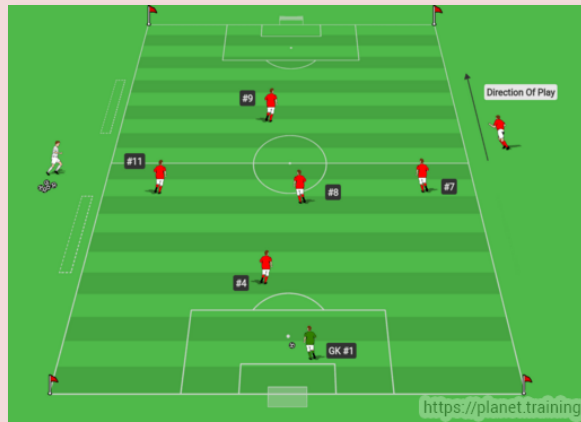 #9
Direction Of Play
#11
#8
#7
#4
GK #1
https://planet.training